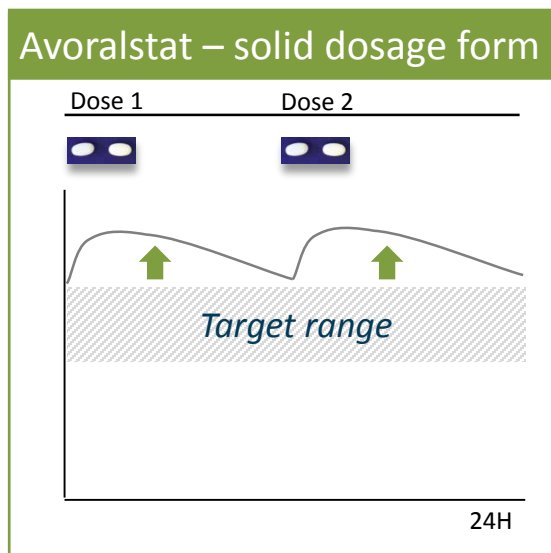 Avoralstat – solid dosage form
Dose 1 Dose 2
Target range
24H